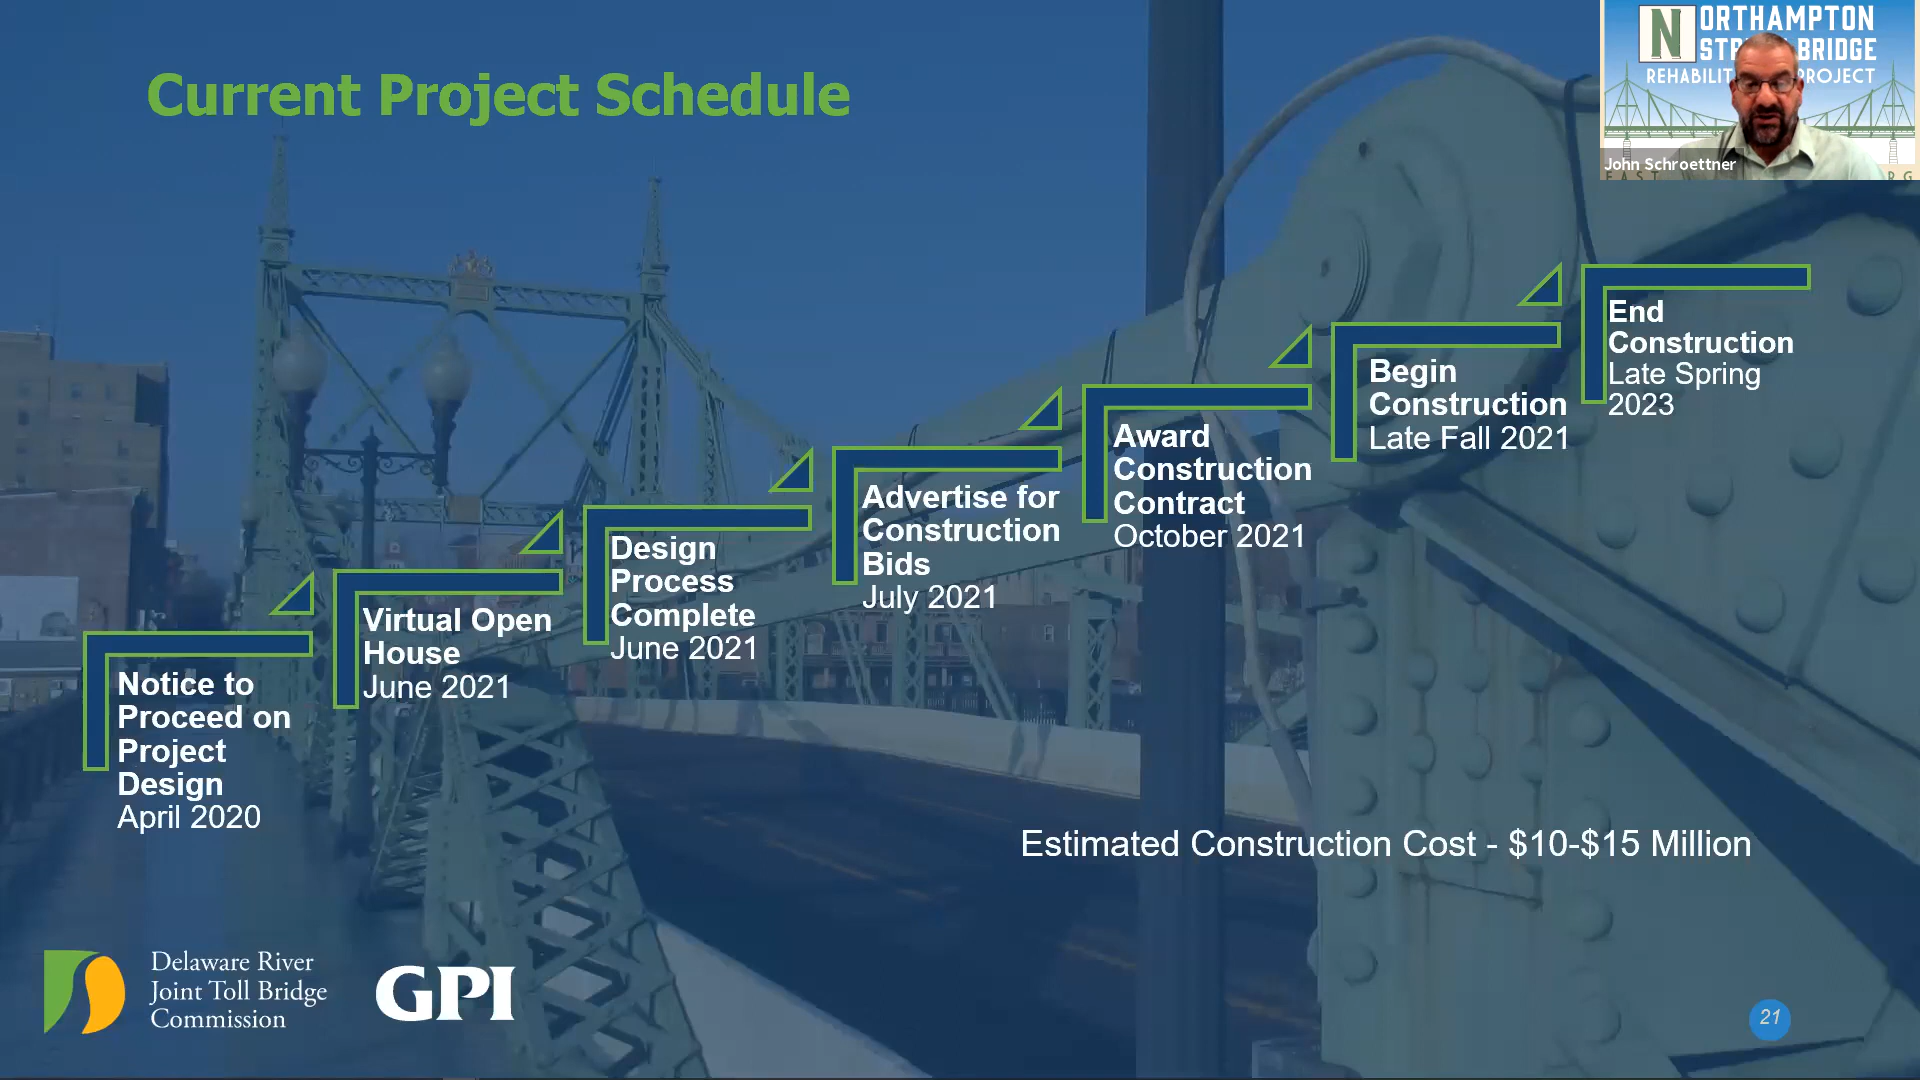 Current Project Schedule
NORTHAMPTON
BRIDGE
PROJECT
John Schroettner
Notice to
Proceed on
Project
Design
April 2020
Virtual Open
House
June 2021
Design
Process
Complete
June 2021
Advertise for
Construction
Bids
July 2021
Award
Construction
Contract
October 2021
Begin
Construction
Late Fall 2021
End
Construction
Late Spring
2023
Estimated Construction Cost - $10-$15 Million
Delaware River
Joint Toll Bridge
Commission
GPI
21